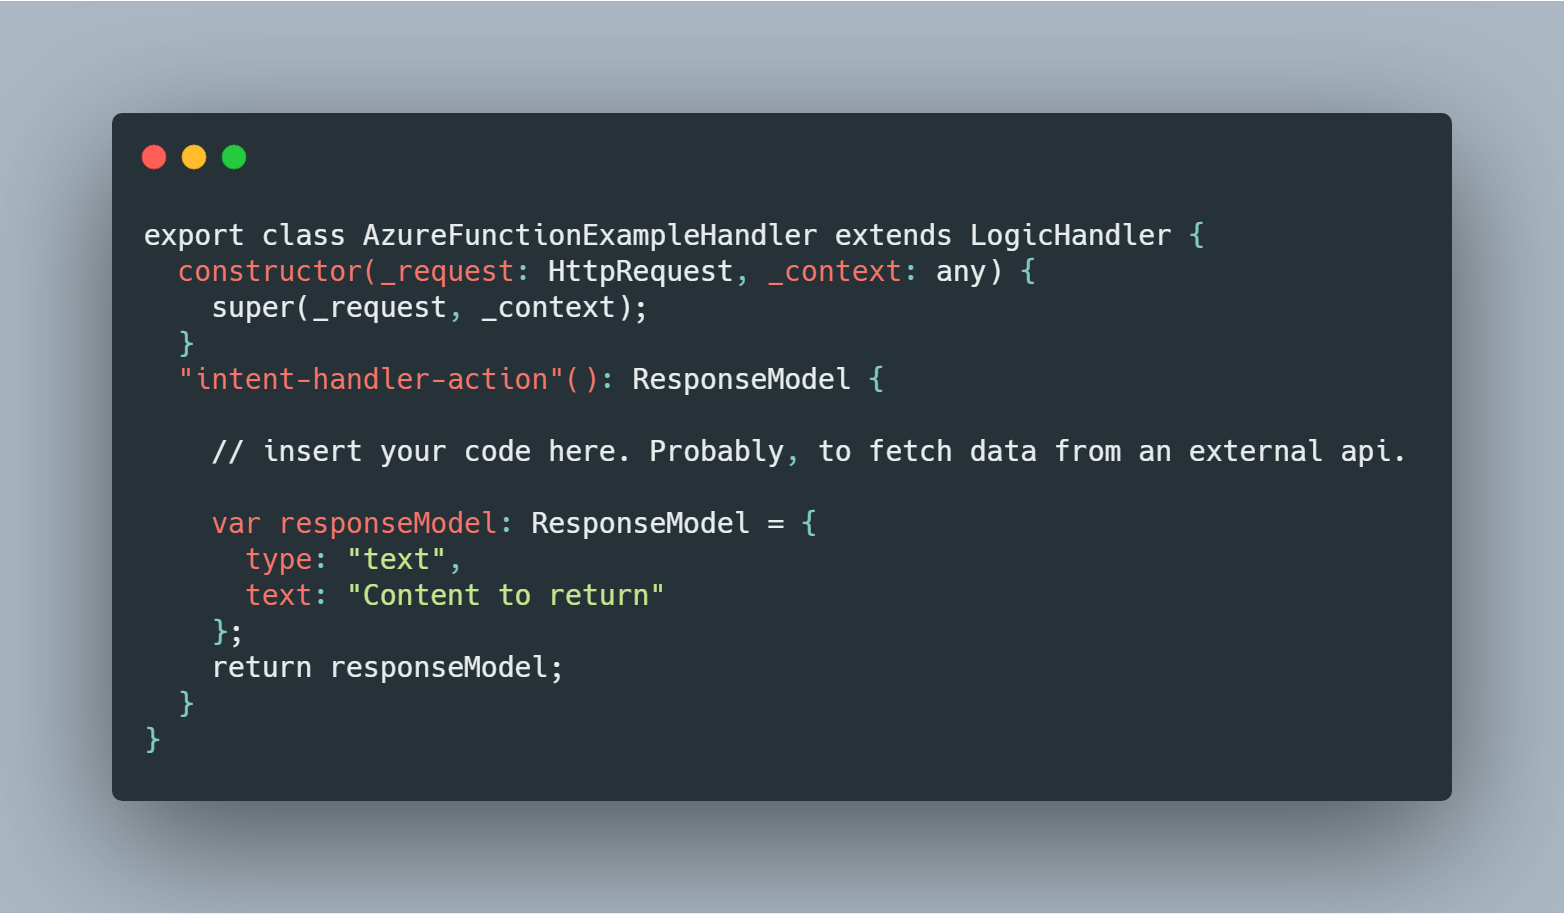 export class AzureFunctionExampleHandler extends LogicHandler {
  constructor(_request: HttpRequest, _context: any) {
    super(_request, _context);
  }
  "intent-handler-action"(): ResponseModel {

    // insert your code here. Probably, to fetch data from an external api.

    var responseModel: ResponseModel = {
      type: "text",
      text: "Content to return"
    };
    return responseModel;
  }
}